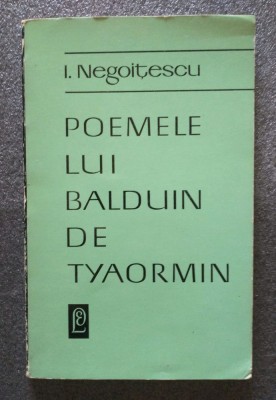 I. Negoițescu
POEMELE
LUI
BALDUIN
DE
TYAORMIN